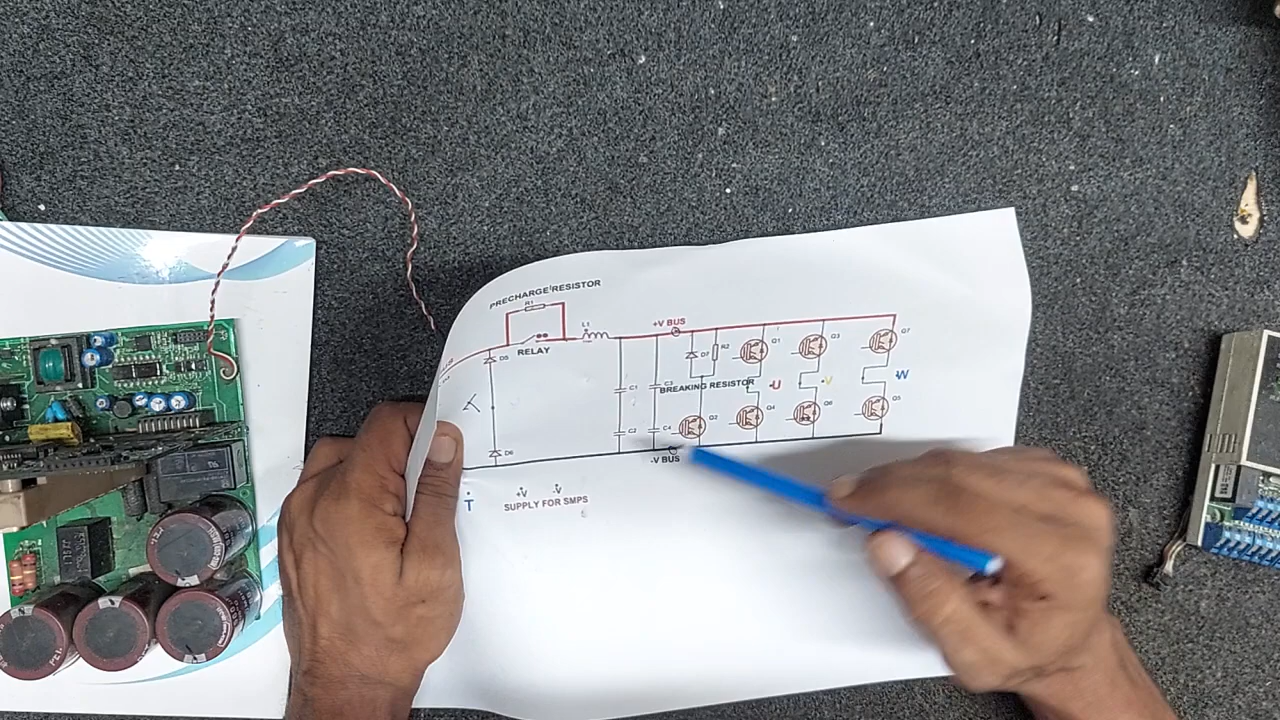 PRECHARGE RESISTOR
R1
RELAY
L1
+V BUS
D5
D7
R2
Q1
Q3
Q7
C1
C3
BREAKING RESISTOR
U
V
W
C2
C4
Q2
Q4
Q6
Q5
D6
-V BUS
T
+V
-V
SUPPLY FOR SMPS